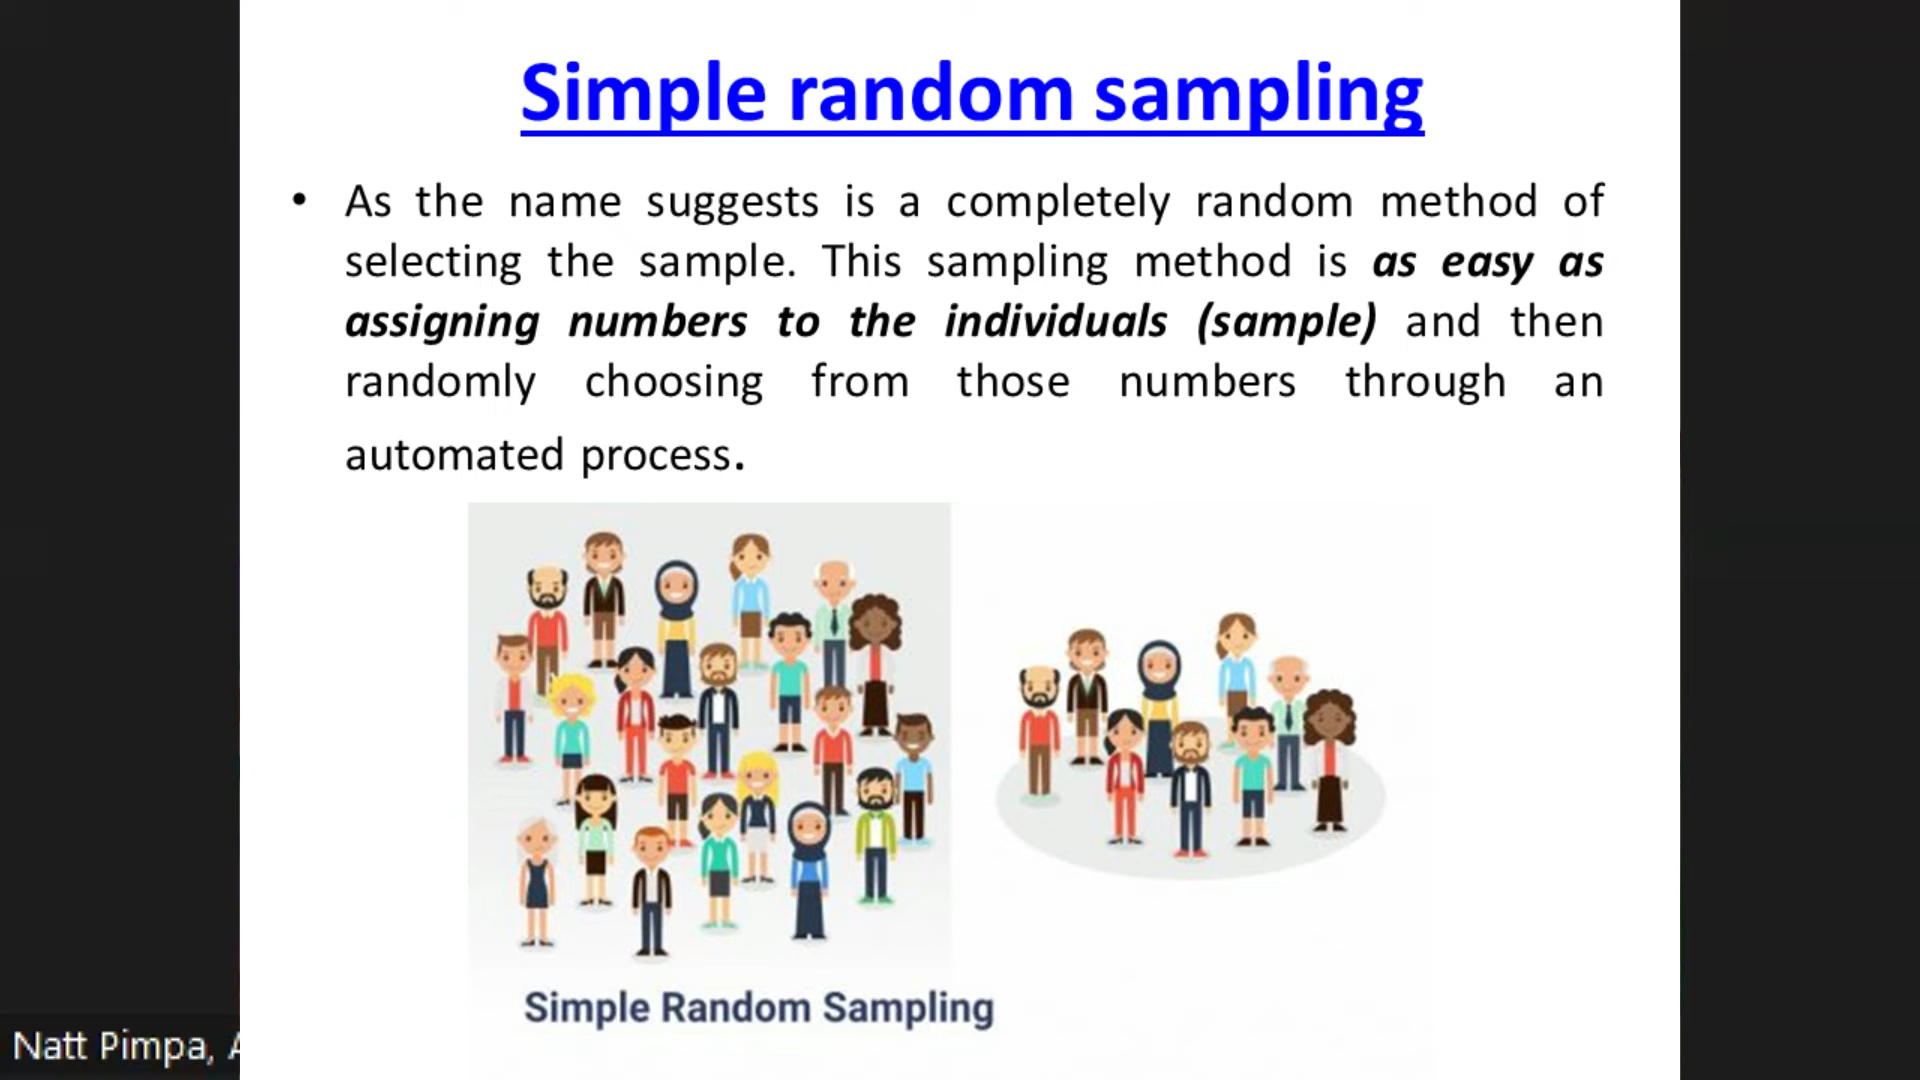 Simple random sampling
• As the name suggests is a completely random method of
selecting the sample. This sampling method is as easy as
assigning numbers to the individuals (sample) and then
randomly choosing from those numbers through an
automated process.
Simple Random Sampling
Natt Pimpa,